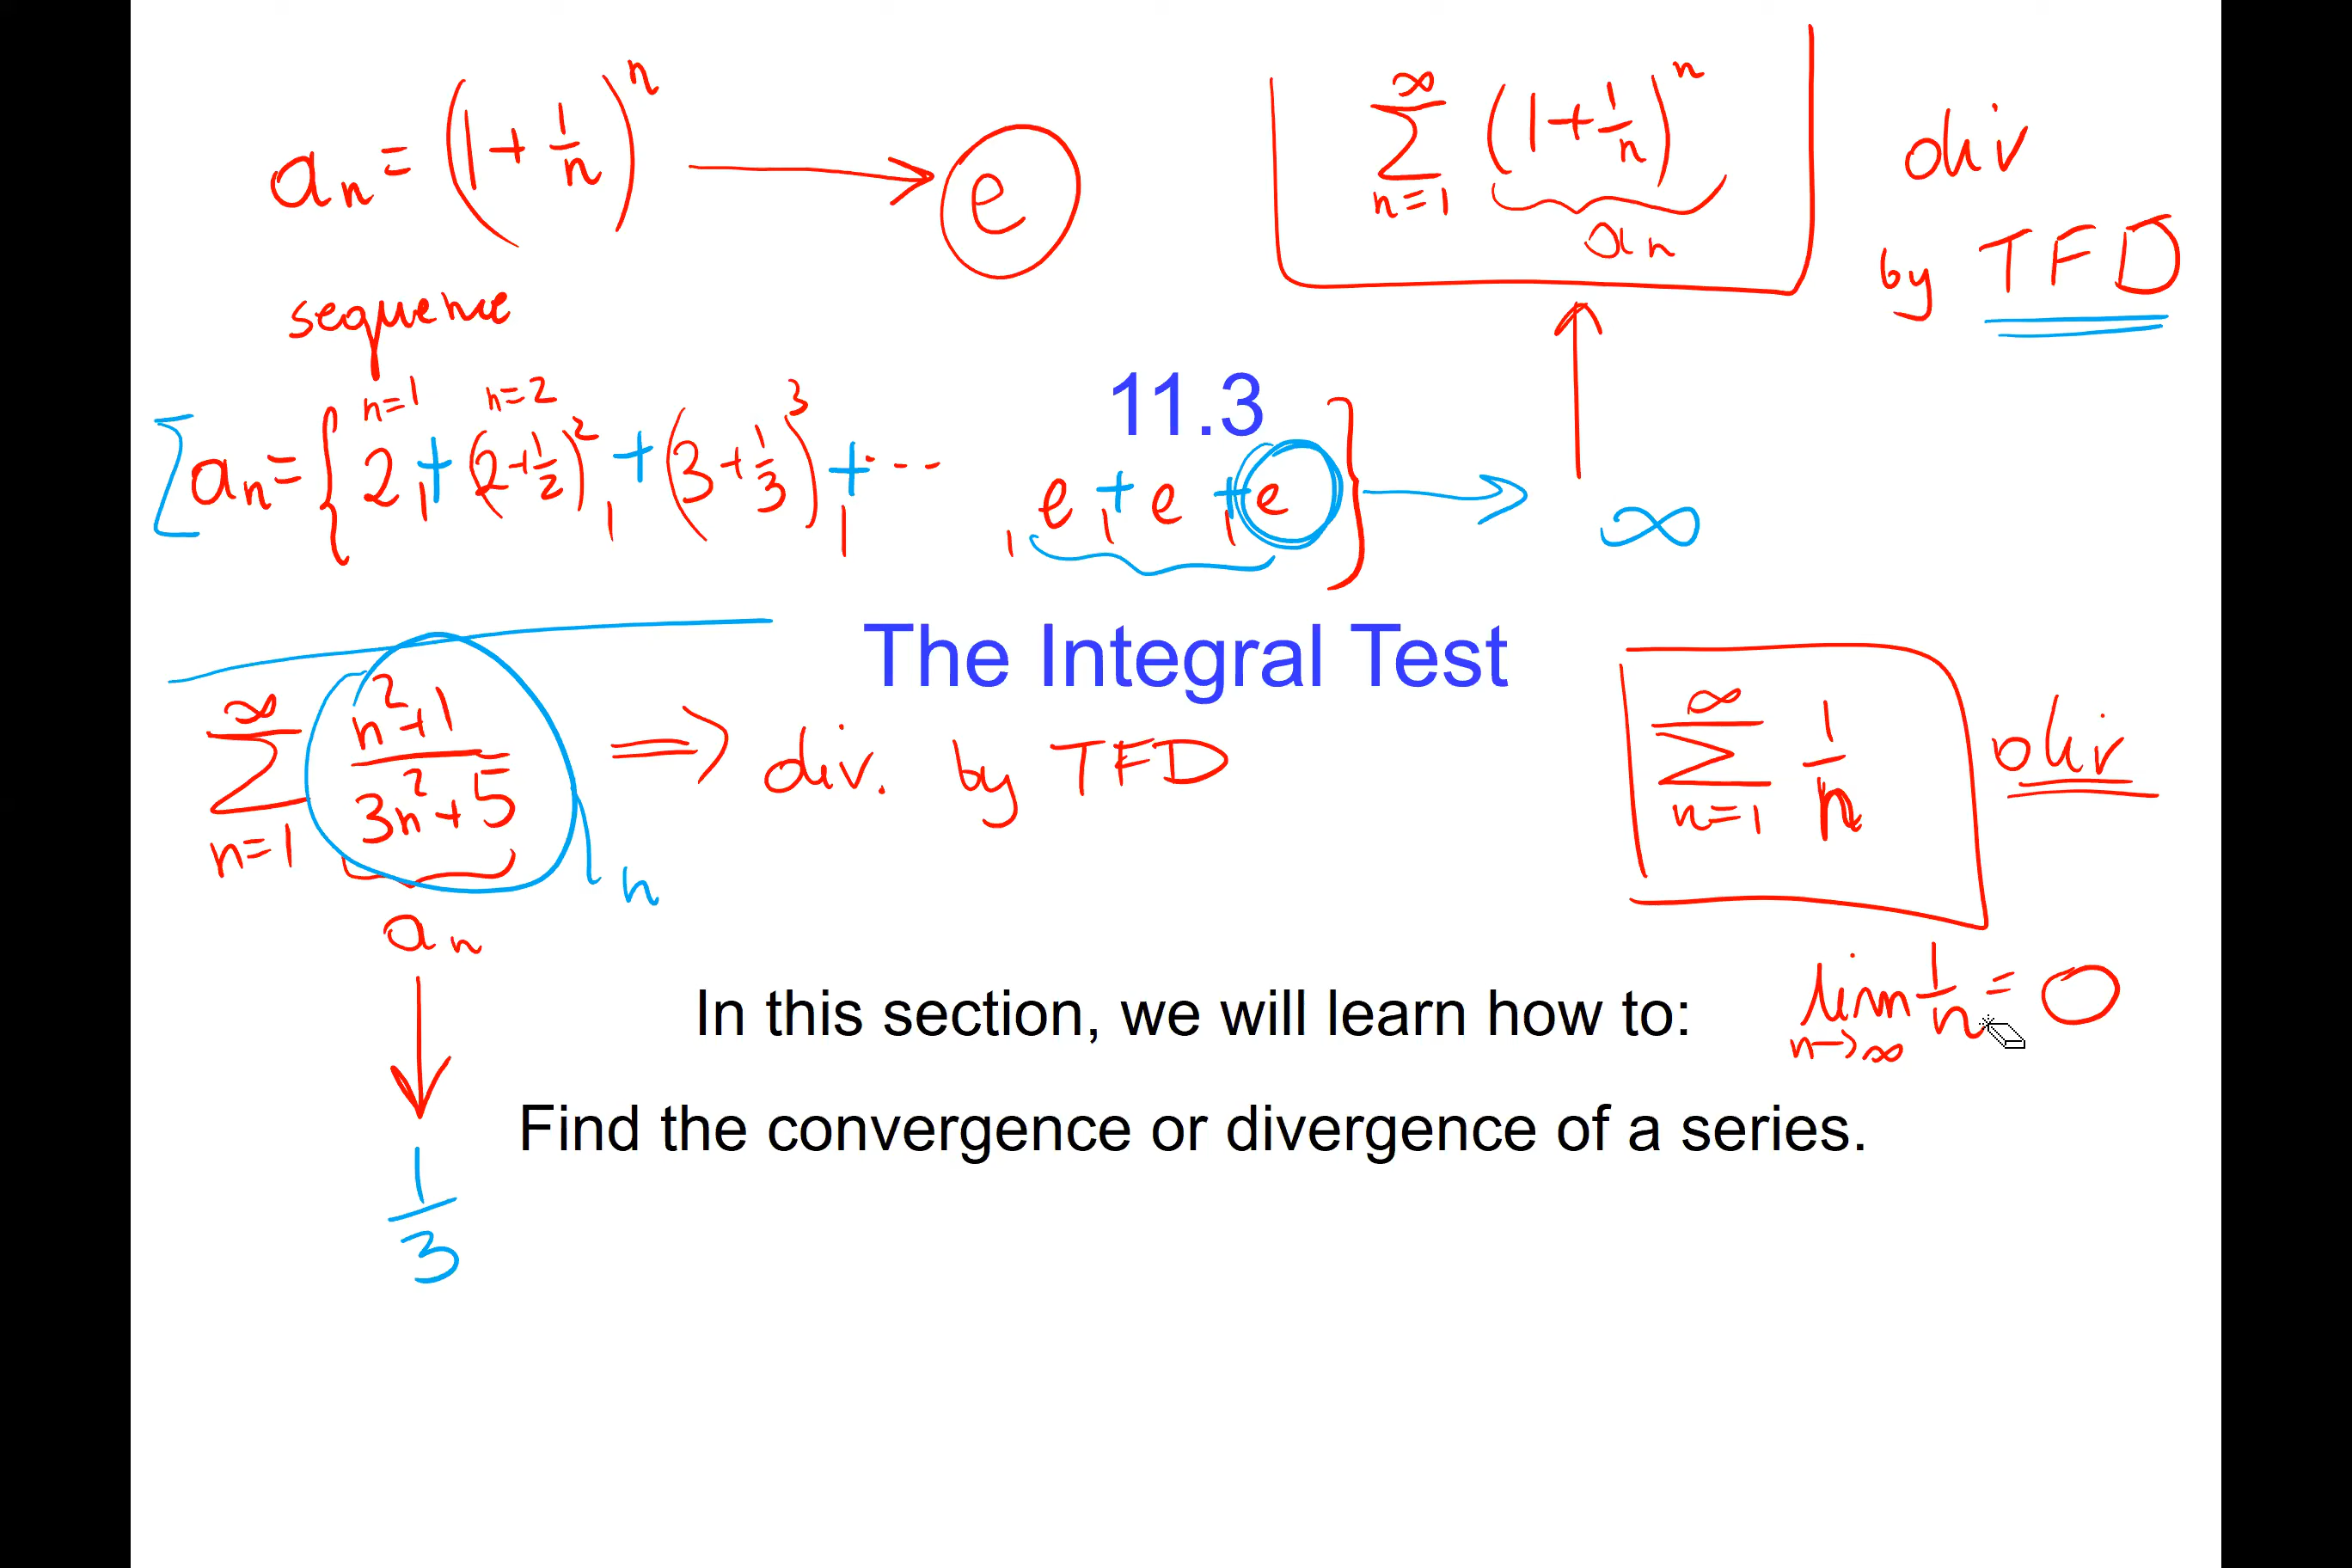 aₙ = (1 + 1/n)ⁿ ⟶ e
∑_{n=1}^{∞} (1 + 1/n)ⁿ
aₙ
div
by TFD
sequence
n=1 n=2
[aₙ = { 2, + (2 + 1/2)², + (3 + 1/3)³, + ... , e, + e, + e } ⟶ ∞
11.3
The Integral Test
∑_{n=1}^{∞} (n²+1)/(3n²+5) ⟹ div. by TFD
n
aₙ
↓
1/3
∑_{n=1}^{∞} 1/n div
lim_{n→∞} 1/n = 0
In this section, we will learn how to:
Find the convergence or divergence of a series.